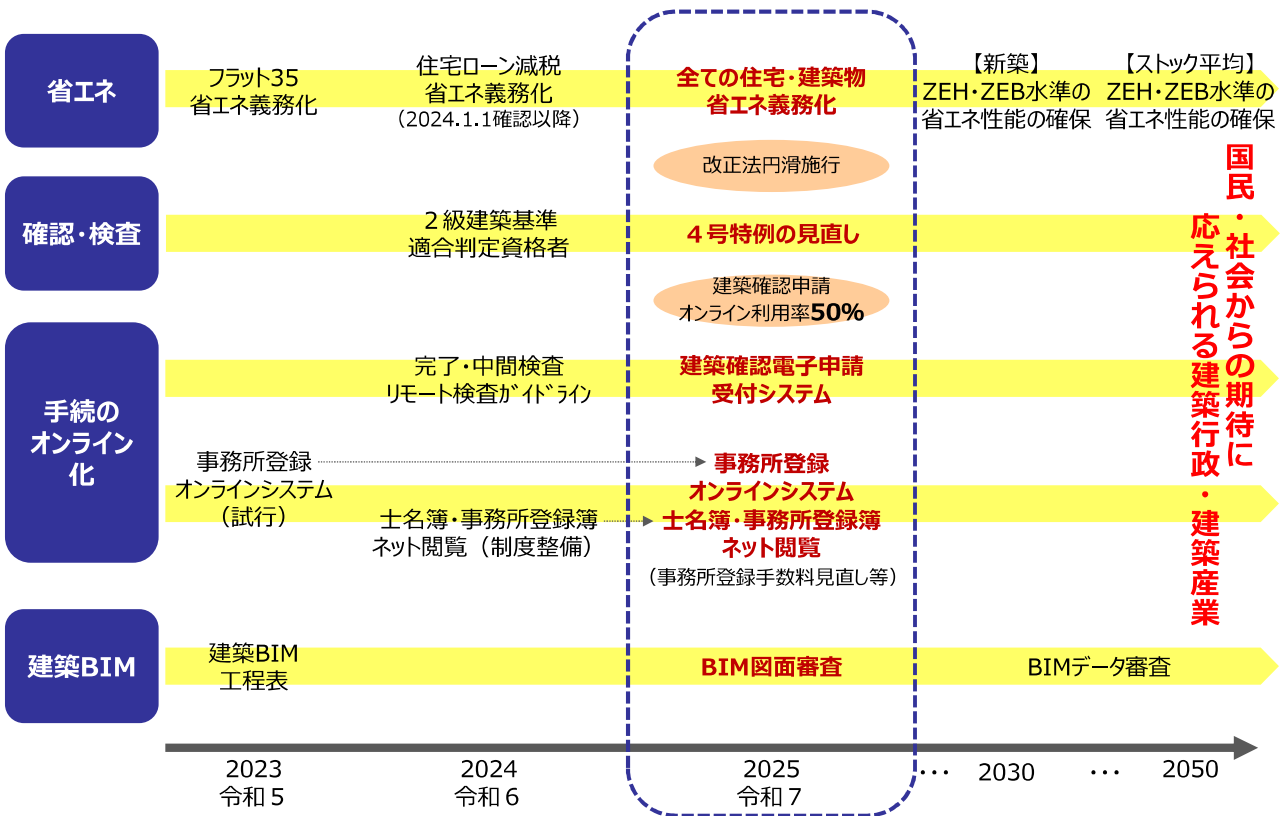 省エネ
フラット35
省エネ義務化
住宅ローン減税
省エネ義務化
（2024.1.1確認以降）
全ての住宅・建築物
省エネ義務化
【新築】
ZEH・ZEB水準の
省エネ性能の確保
【ストック平均】
ZEH・ZEB水準の
省エネ性能の確保
改正法円滑施行
確認・検査
２級建築基準
適合判定資格者
４号特例の見直し
建築確認申請
オンライン利用率50%
手続の
オンライン
化
完了・中間検査
リモート検査ｶﾞｲﾄﾞﾗｲﾝ
建築確認電子申請
受付システム
事務所登録
オンラインシステム
（試行）
事務所登録
オンラインシステム
士名簿・事務所登録簿
ネット閲覧（制度整備）
士名簿・事務所登録簿
ネット閲覧
（事務所登録手数料見直し等）
建築BIM
建築BIM
工程表
BIM図面審査
BIMデータ審査
国民・社会からの期待に
応えられる建築行政・建築産業
2023
令和５
2024
令和６
2025
令和７
…
2030
…
2050